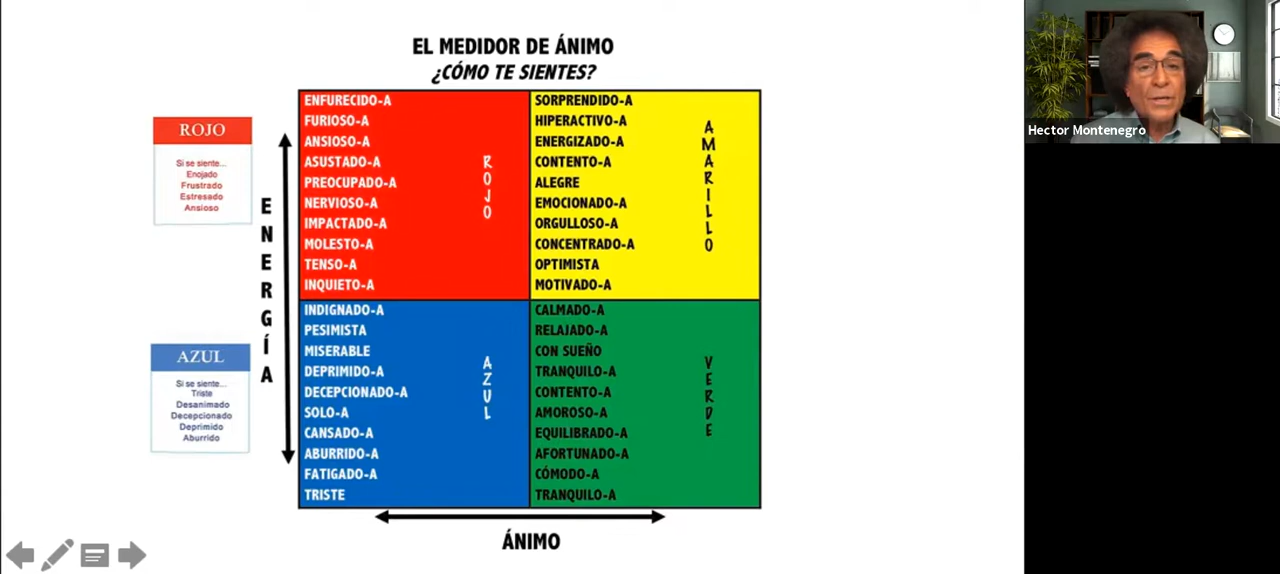 EL MEDIDOR DE ÁNIMO
¿CÓMO TE SIENTES?
ROJO
Si se siente...
Enojado
Frustrado
Estresado
Ansioso
AZUL
Si se siente...
Triste
Desanimado
Decepcionado
Deprimido
Aburrido
ENERGÍA
ENFURECIDO-A
FURIOSO-A
ANSIOSO-A
ASUSTADO-A
PREOCUPADO-A
NERVIOSO-A
IMPACTADO-A
MOLESTO-A
TENSO-A
INQUIETO-A
ROJO
SORPRENDIDO-A
HIPERACTIVO-A
ENERGIZADO-A
CONTENTO-A
ALEGRE
EMOCIONADO-A
ORGULLOSO-A
CONCENTRADO-A
OPTIMISTA
MOTIVADO-A
AMARILLO
INDIGNADO-A
PESIMISTA
MISERABLE
DEPRIMIDO-A
DECEPCIONADO-A
SOLO-A
CANSADO-A
ABURRIDO-A
FATIGADO-A
TRISTE
AZUL
CALMADO-A
RELAJADO-A
CON SUEÑO
TRANQUILO-A
CONTENTO-A
AMOROSO-A
EQUILIBRADO-A
AFORTUNADO-A
CÓMODO-A
TRANQUILO-A
VERDE
ÁNIMO
Hector Montenegro